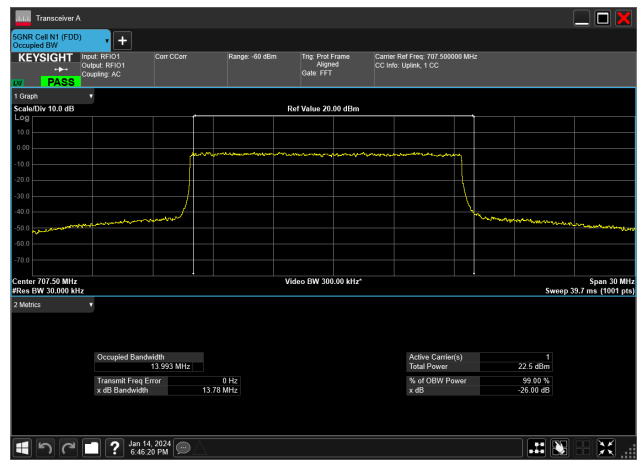 Transceiver A
5GNR Cell N1 (FDD)
Occupied BW
KEYSIGHT
PASS
Input: RFIO1
Output: RFIO1
Coupling: AC
Corr CCorr
Range: -60 dBm
Trig: Prot Frame
Aligned
Gate: FFT
Carrier Ref Freq: 707.500000 MHz
CC Info: Uplink, 1 CC
1 Graph
Scale/Div 10.0 dB
Ref Value 20.00 dBm
Log
10.0
0.00
-10.0
-20.0
-30.0
-40.0
-50.0
-60.0
-70.0
Center 707.50 MHz
#Res BW 30.000 kHz
Video BW 300.00 kHz*
Span 30 MHz
Sweep 39.7 ms (1001 pts)
2 Metrics
Occupied Bandwidth
13.993 MHz
Transmit Freq Error 0 Hz
x dB Bandwidth 13.78 MHz
Active Carrier(s) 1
Total Power 22.5 dBm
% of OBW Power 99.00 %
x dB -26.00 dB
Jan 14, 2024
6:46:20 PM